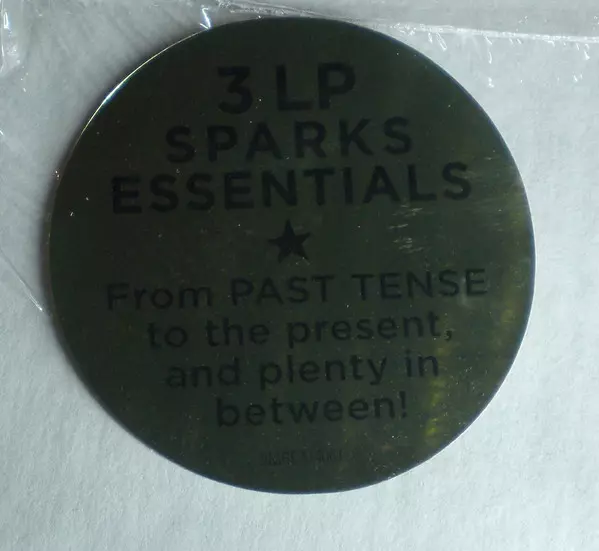 3 LP
SPARKS
ESSENTIALS
From PAST TENSE
to the present,
and plenty in
between!